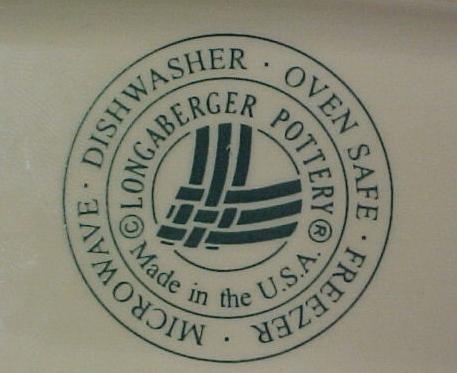 MICROWAVE · DISHWASHER · OVEN SAFE · FREEZER ·
© LONGABERGER POTTERY ®
Made in the U.S.A.